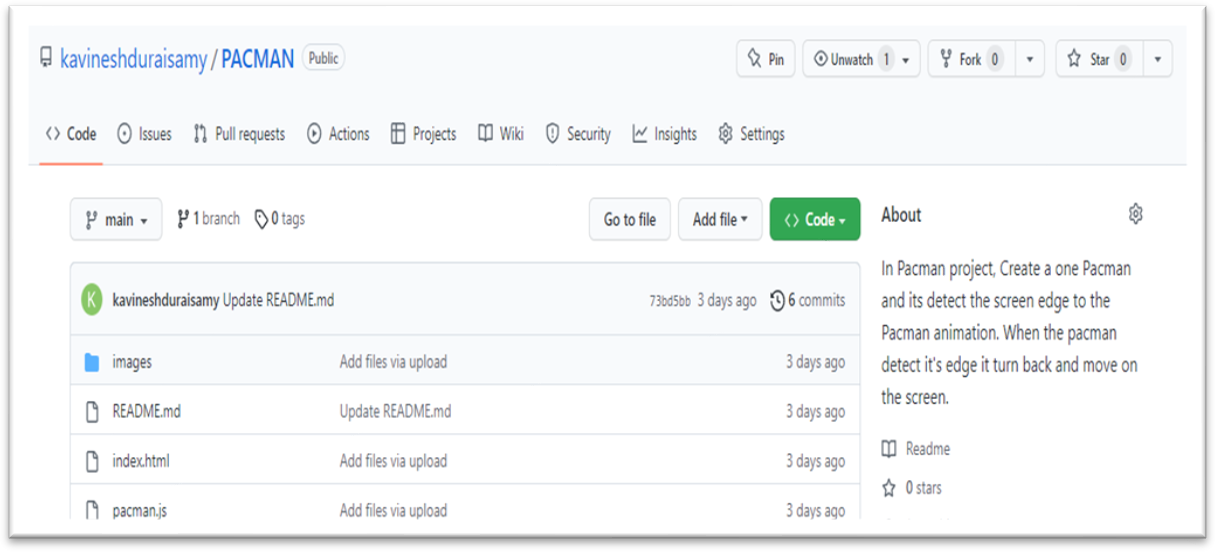 kavineshduraisamy / PACMAN Public
Pin Unwatch 1 Fork 0 Star 0
Code Issues Pull requests Actions Projects Wiki Security Insights Settings
main 1 branch 0 tags Go to file Add file Code
K kavineshduraisamy Update README.md 73bd5bb 3 days ago 6 commits
images Add files via upload 3 days ago
README.md Update README.md 3 days ago
index.html Add files via upload 3 days ago
pacman.js Add files via upload 3 days ago
About
In Pacman project, Create a one Pacman
and its detect the screen edge to the
Pacman animation. When the pacman
detect it's edge it turn back and move on
the screen.
Readme
0 stars